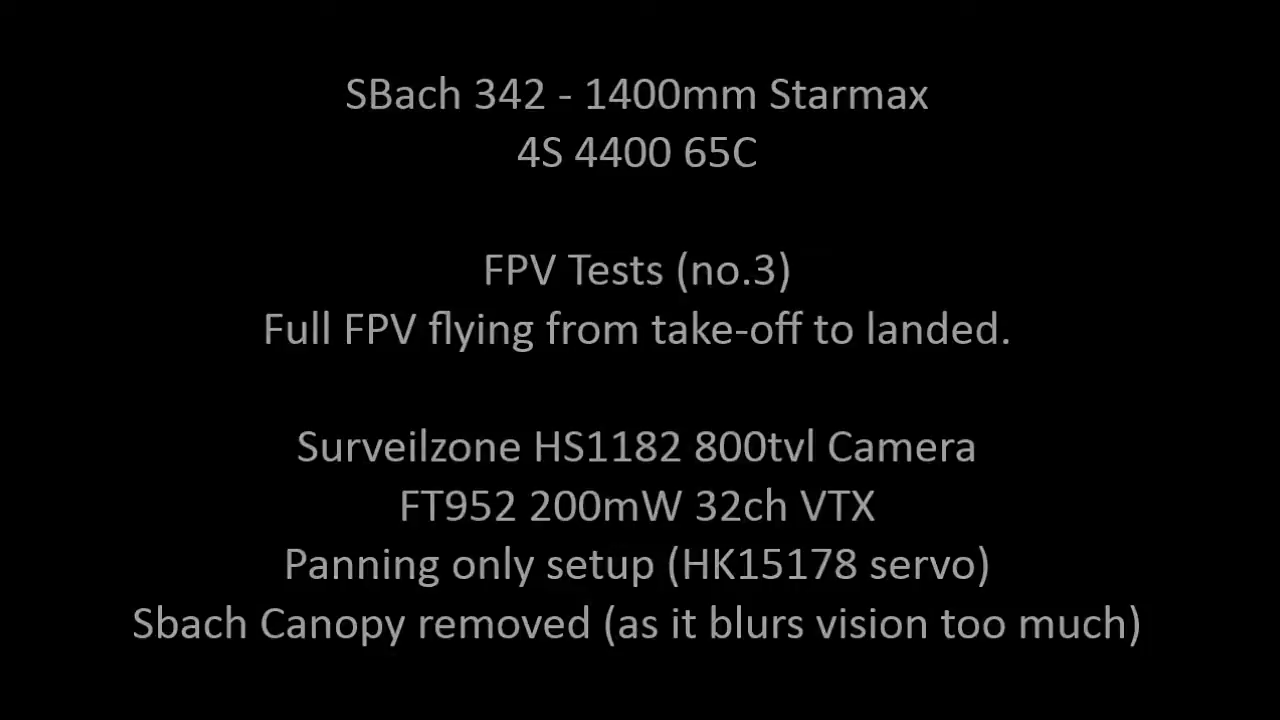 SBach 342 - 1400mm Starmax
4S 4400 65C
FPV Tests (no.3)
Full FPV flying from take-off to landed.
Surveilzone HS1182 800tvl Camera
FT952 200mW 32ch VTX
Panning only setup (HK15178 servo)
Sbach Canopy removed (as it blurs vision too much)